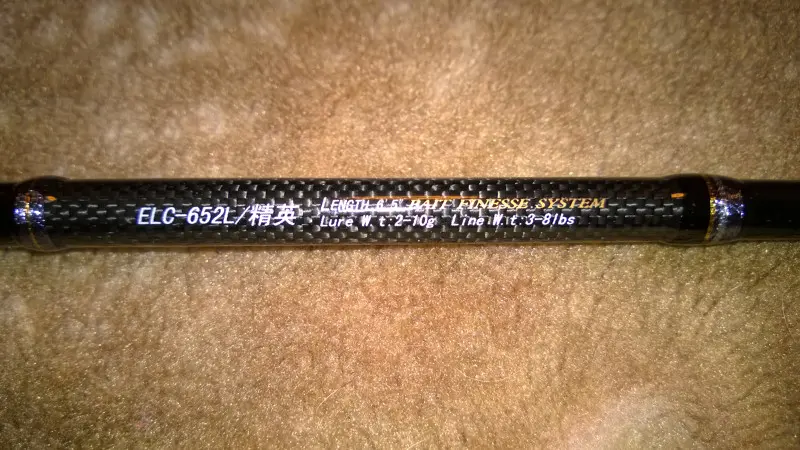 ELC-652L/精英
LENGTH 6'5" BAIT FINESSE SYSTEM
Lure W.t:2-10g Line W.t:3-8lbs